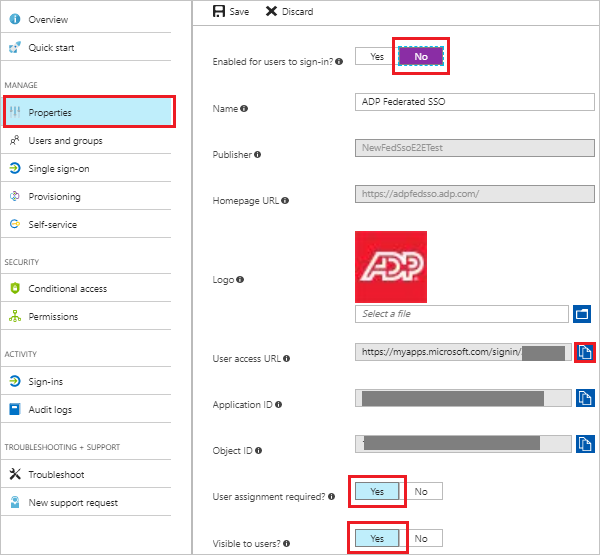 Overview
Quick start
MANAGE
Properties
Users and groups
Single sign-on
Provisioning
Self-service
SECURITY
Conditional access
Permissions
ACTIVITY
Sign-ins
Audit logs
TROUBLESHOOTING + SUPPORT
Troubleshoot
New support request
Save Discard
Enabled for users to sign-in? Yes No
Name ADP Federated SSO
Publisher NewFedSsoE2ETest
Homepage URL https://adpfedsso.adp.com/
Logo ADP
Select a file
User access URL https://myapps.microsoft.com/signin/
Application ID
Object ID
User assignment required? Yes No
Visible to users? Yes No